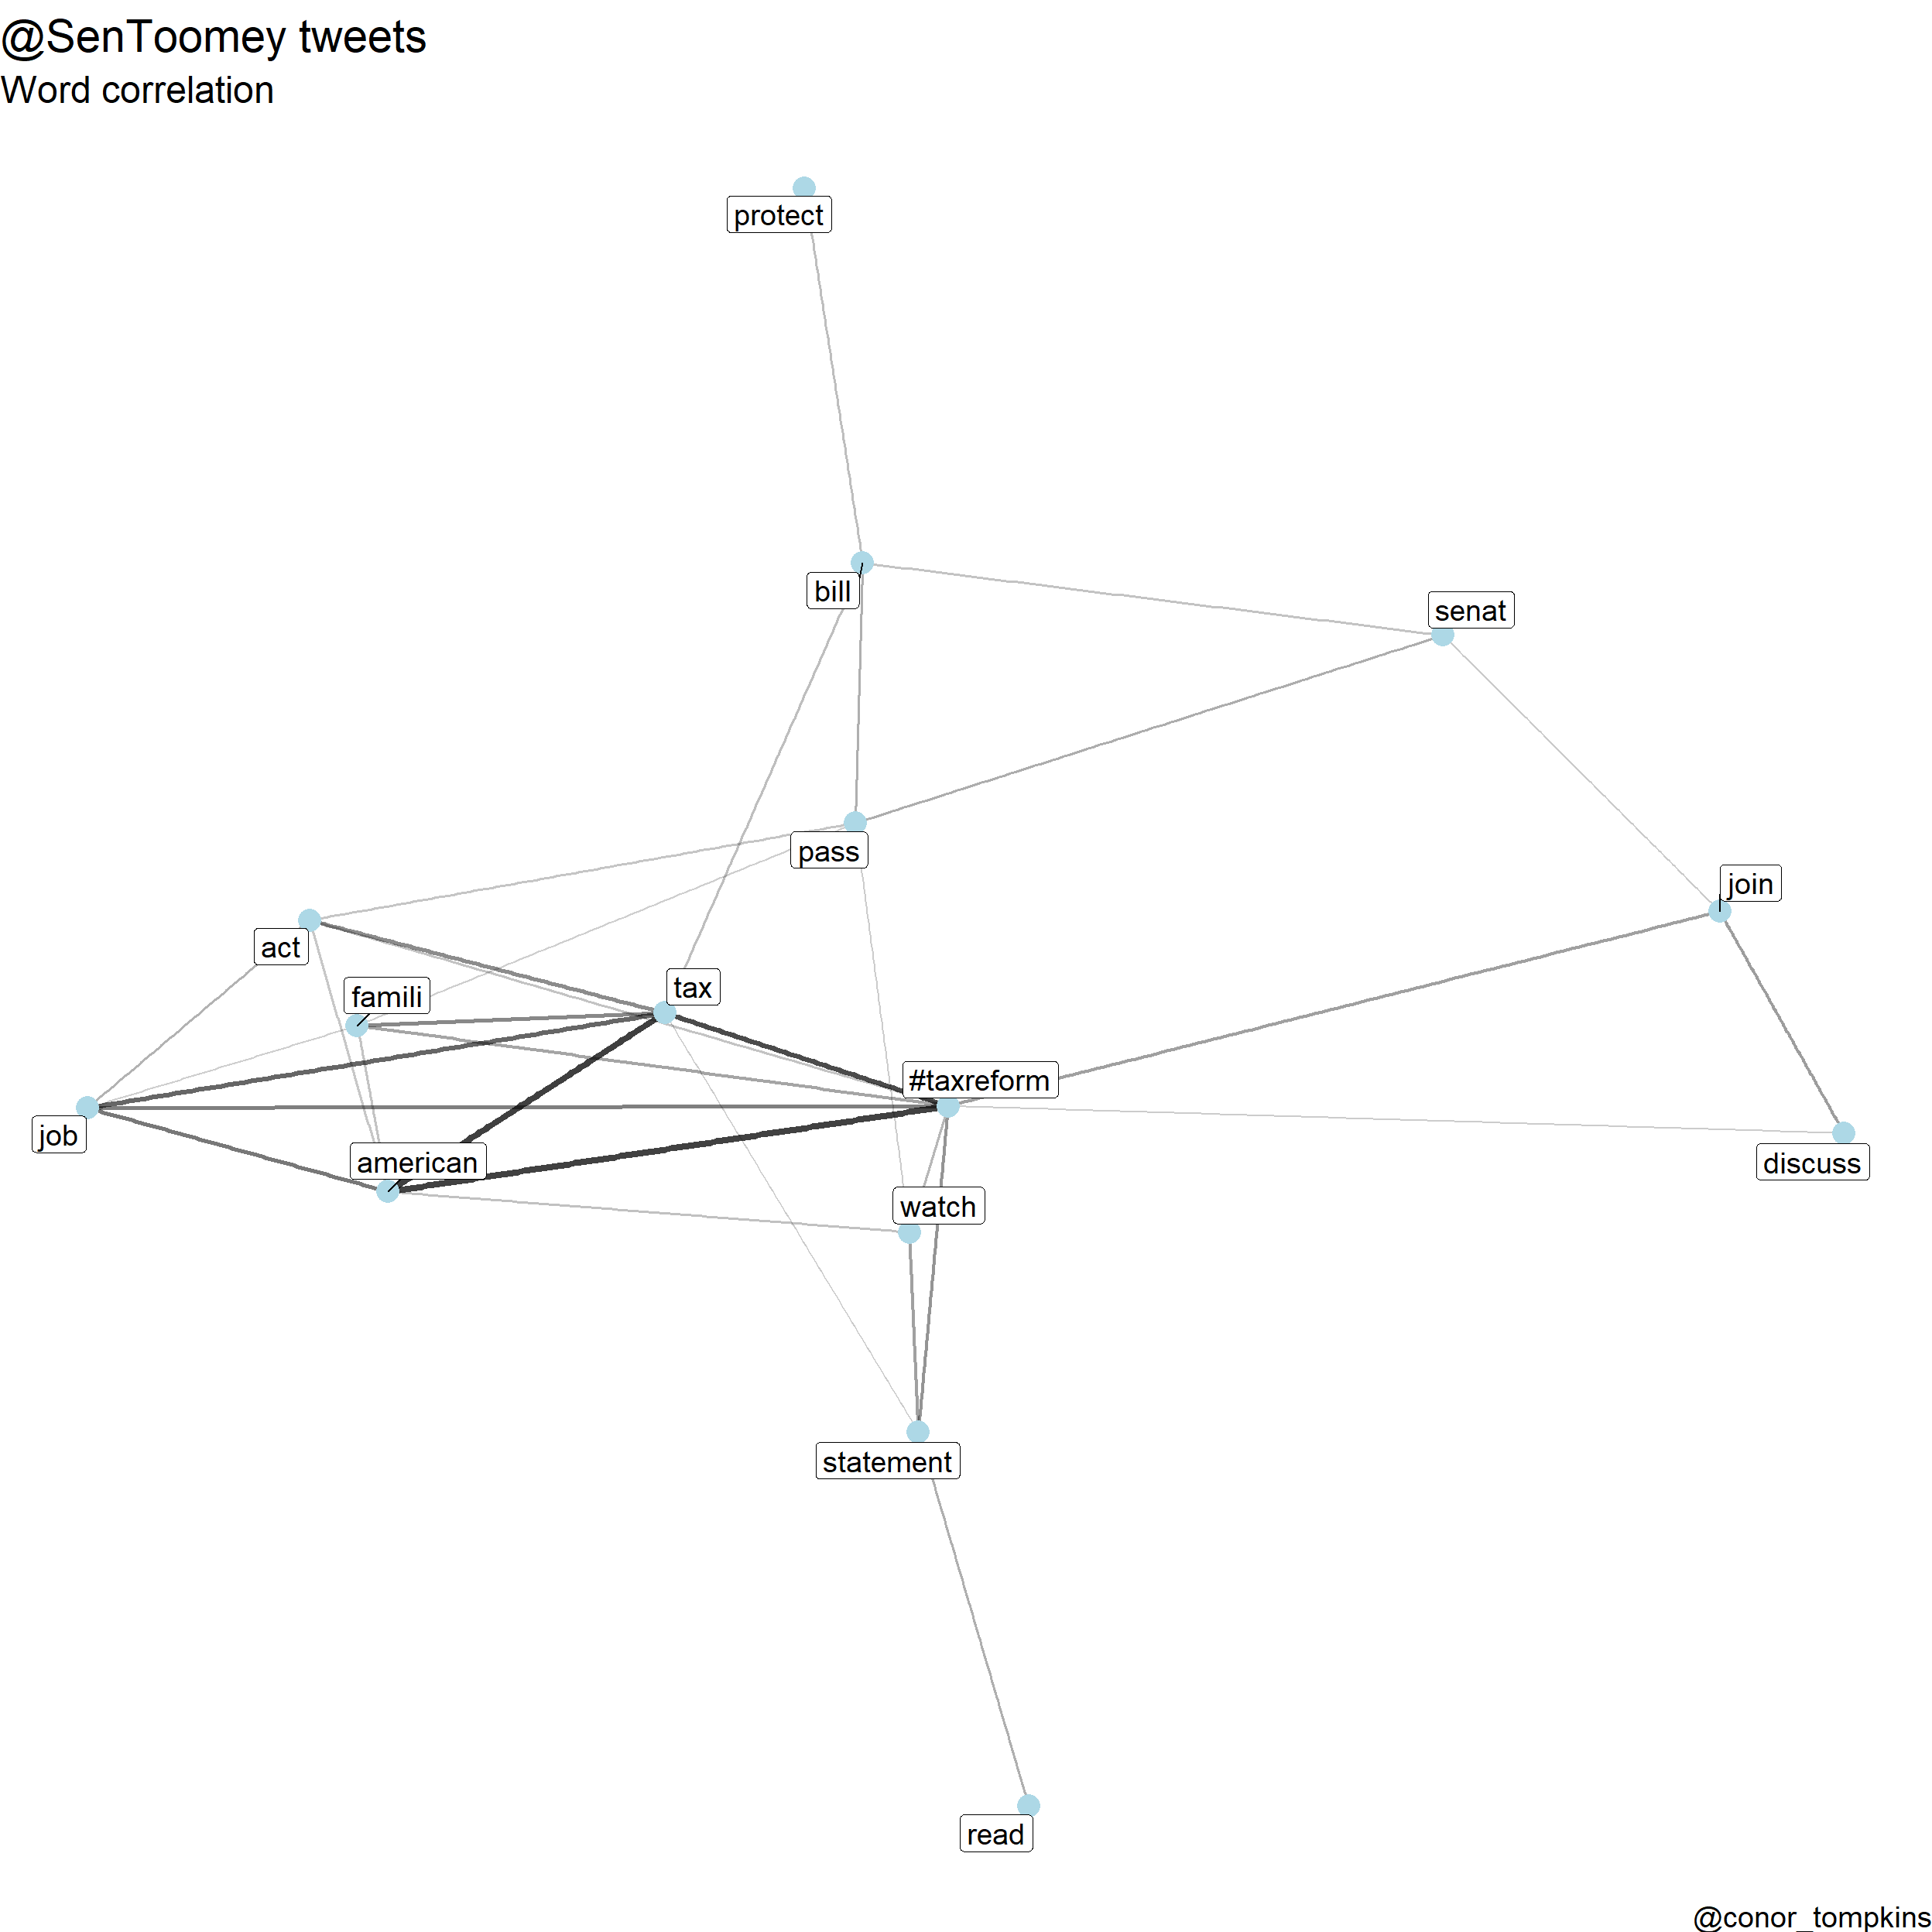 @SenToomey tweets
Word correlation
protect
bill
senat
pass
join
act
famili
tax
#taxreform
job
american
discuss
watch
statement
read
@conor_tompkins